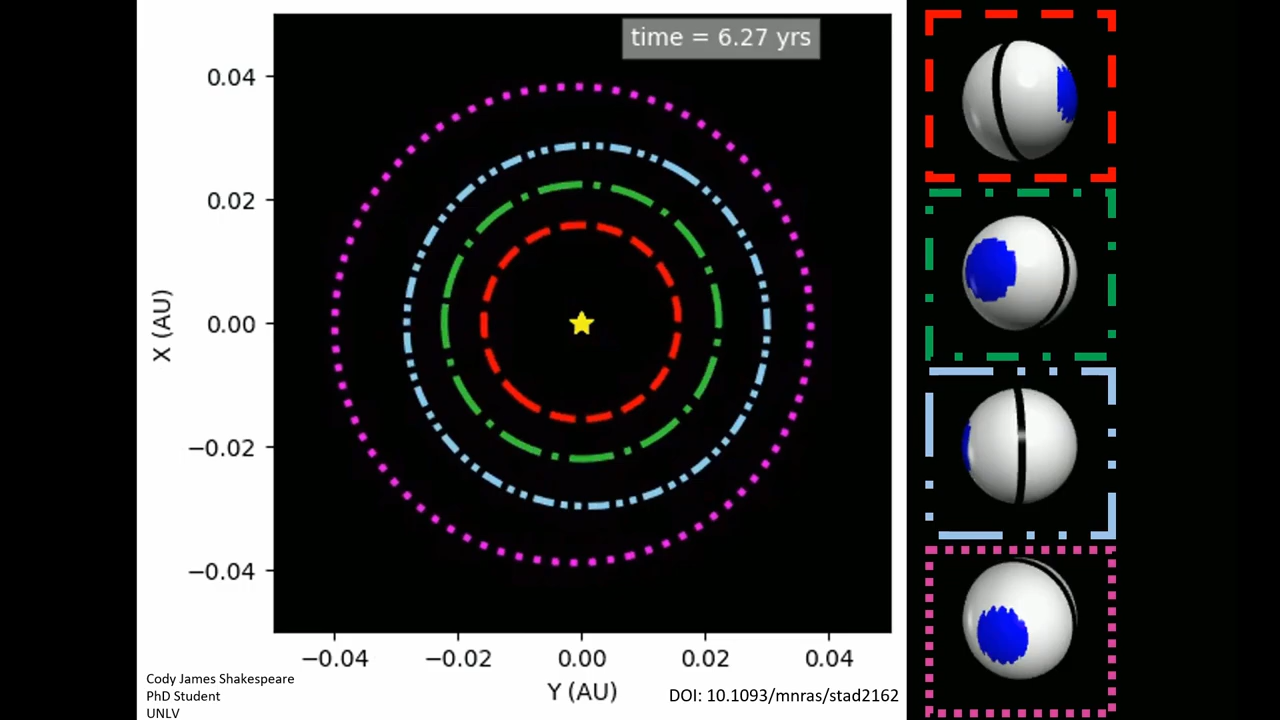 time = 6.27 yrs
0.04
0.02
0.00
−0.02
−0.04
X (AU)
−0.04
−0.02
0.00
0.02
0.04
Y (AU)
Cody James Shakespeare
PhD Student
UNLV
DOI: 10.1093/mnras/stad2162